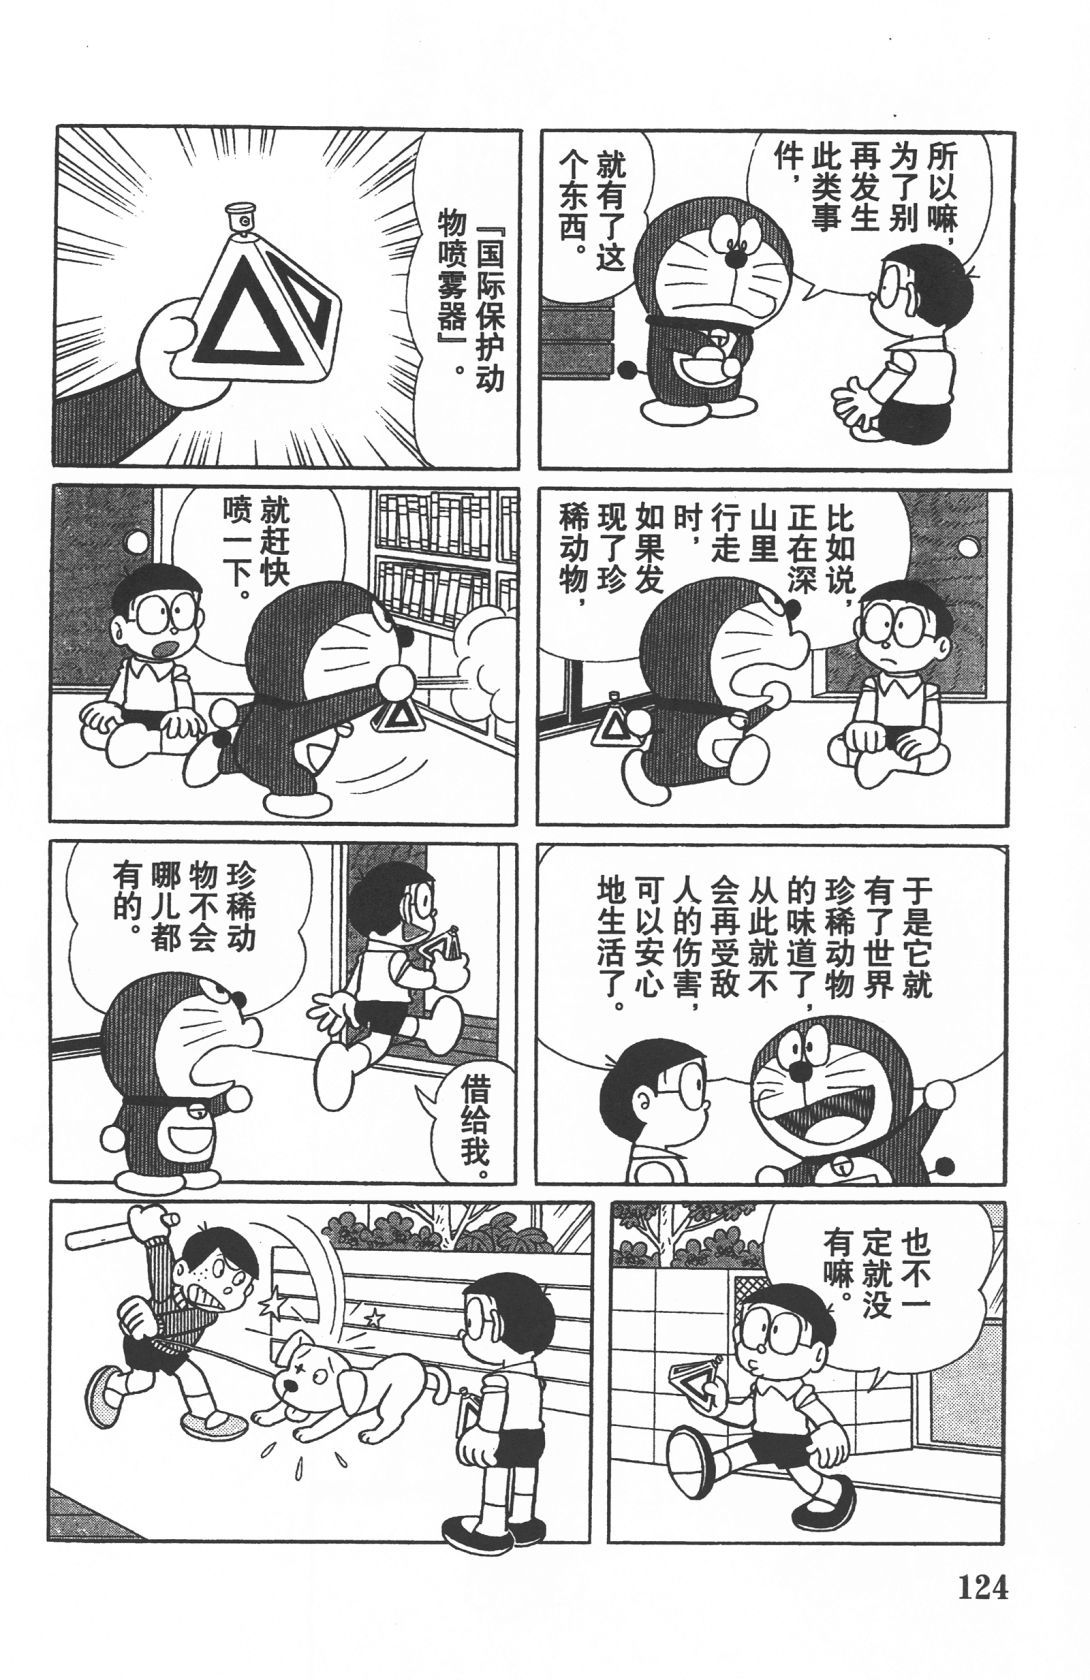 所以嘛，
为了别
再发生
此类事
件，
就有了这
个东西。
『国际保护动
物喷雾器』。
比如说，
正在深
山里
行走
时，
如果发
现了珍
稀动物，
就赶快
喷一下。
于是它就
有了世界
珍稀动物
的味道了，
从此就不
会再受敌
人的伤害，
可以安心
地生活了。
借给我。
珍稀动
物不会
哪儿都
有的。
也不一
定就没
有嘛。
124